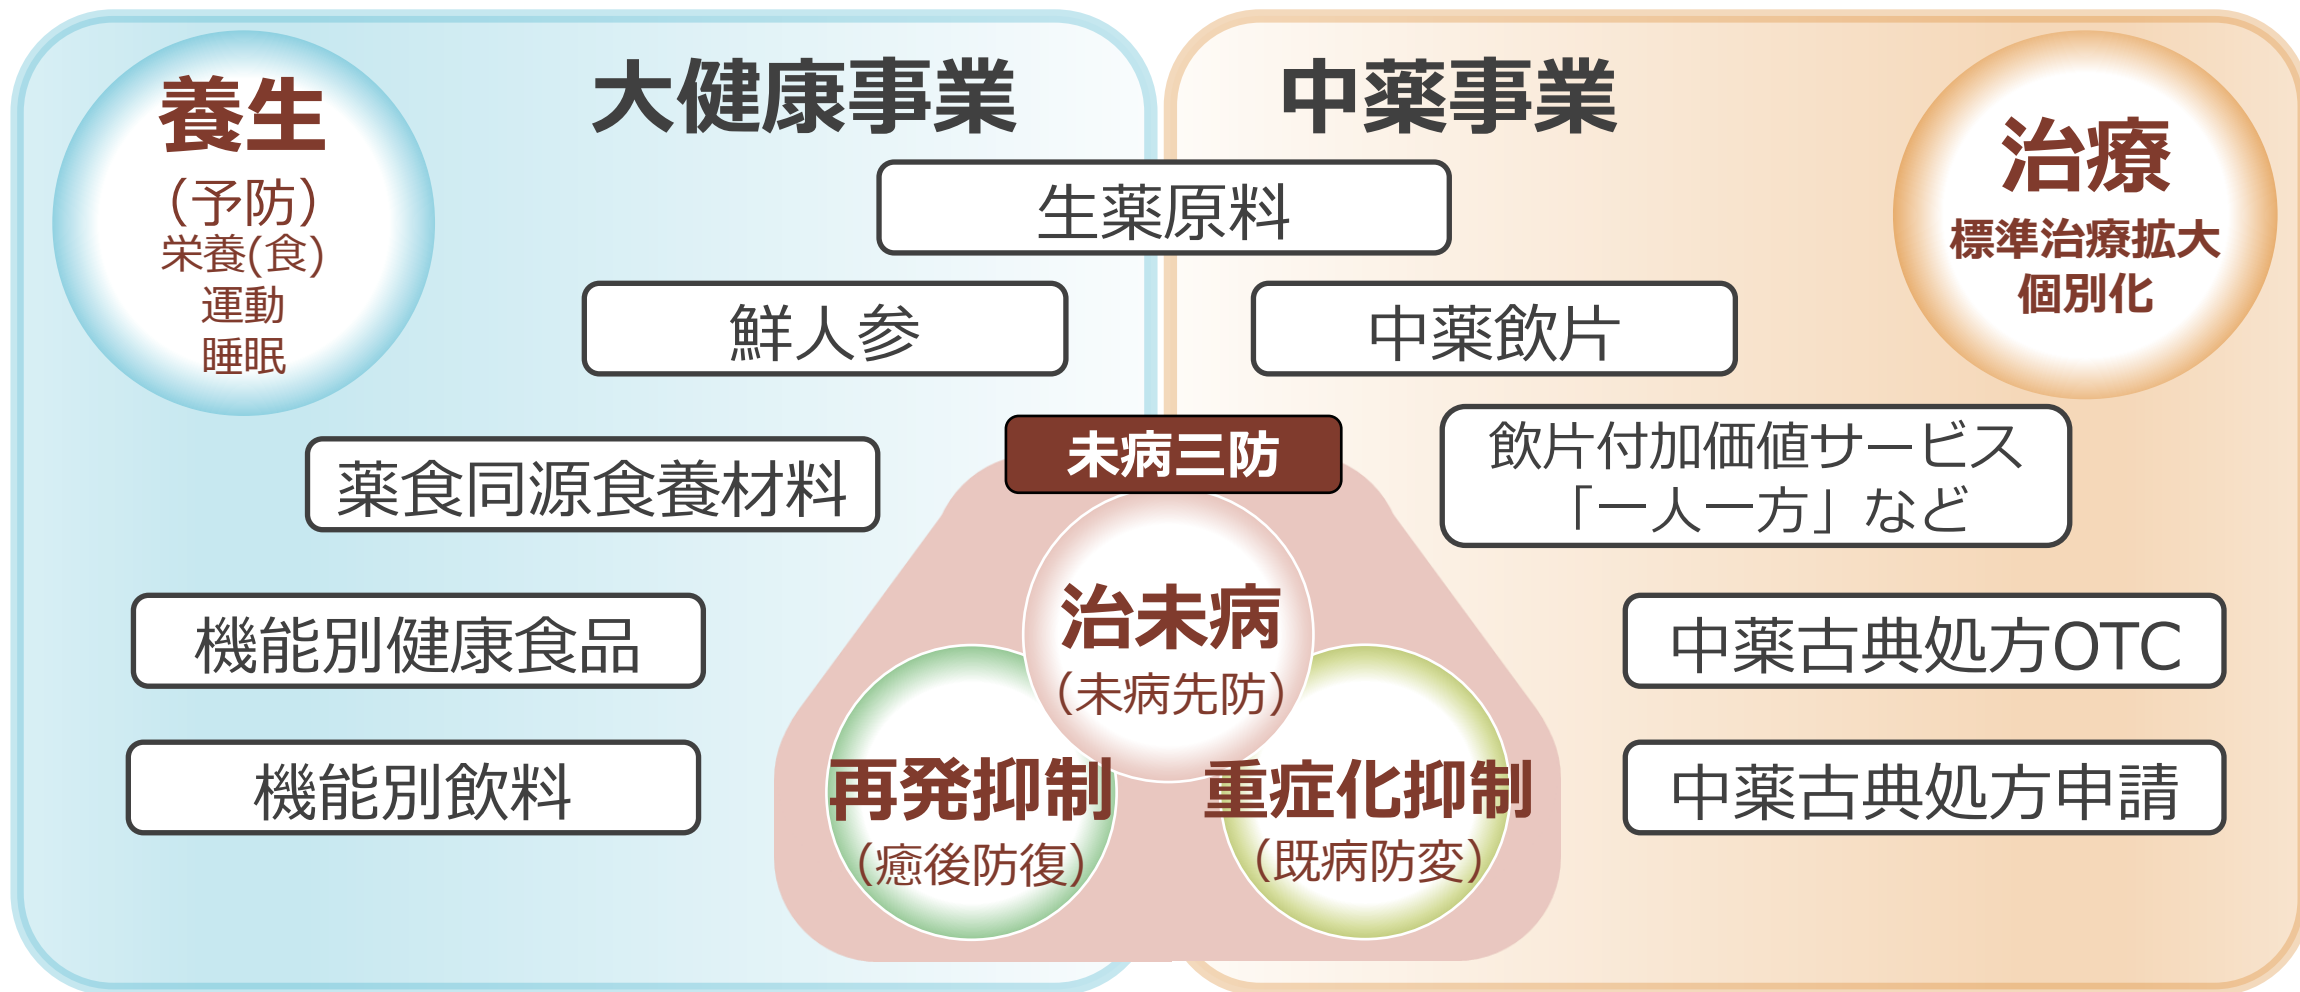 大健康事業
養生
（予防）
栄養(食)
運動
睡眠
中薬事業
治療
標準治療拡大
個別化
生薬原料
鮮人参
中薬飲片
薬食同源食養材料
飲片付加価値サービス
「一人一方」など
機能別健康食品
中薬古典処方OTC
機能別飲料
中薬古典処方申請
未病三防
治未病
（未病先防）
再発抑制
（癒後防復）
重症化抑制
（既病防変）